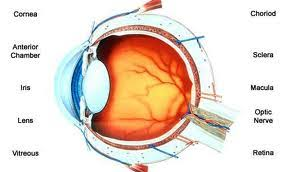 Cornea
Anterior
Chamber
Iris
Lens
Vitreous
Choriod
Sclera
Macula
Optic
Nerve
Retina